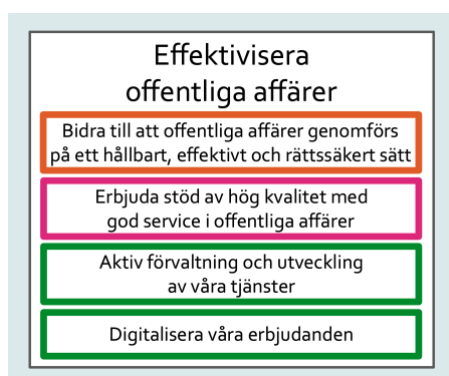 Effektivisera
offentliga affärer
Bidra till att offentliga affärer genomförs
på ett hållbart, effektivt och rättssäkert sätt
Erbjuda stöd av hög kvalitet med
god service i offentliga affärer
Aktiv förvaltning och utveckling
av våra tjänster
Digitalisera våra erbjudanden